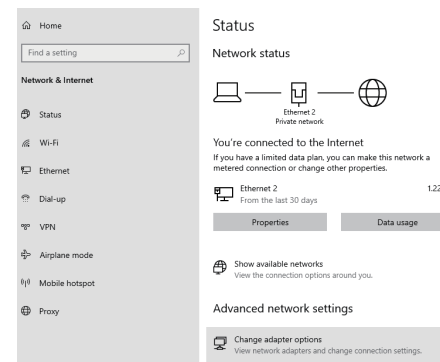 Home
Find a setting
Network & Internet
Status
Wi-Fi
Ethernet
Dial-up
VPN
Airplane mode
Mobile hotspot
Proxy
Status
Network status
Ethernet 2
Private network
You're connected to the Internet
If you have a limited data plan, you can make this network a
metered connection or change other properties.
Ethernet 2
1.22
From the last 30 days
Properties
Data usage
Show available networks
View the connection options around you.
Advanced network settings
Change adapter options
View network adapters and change connection settings.